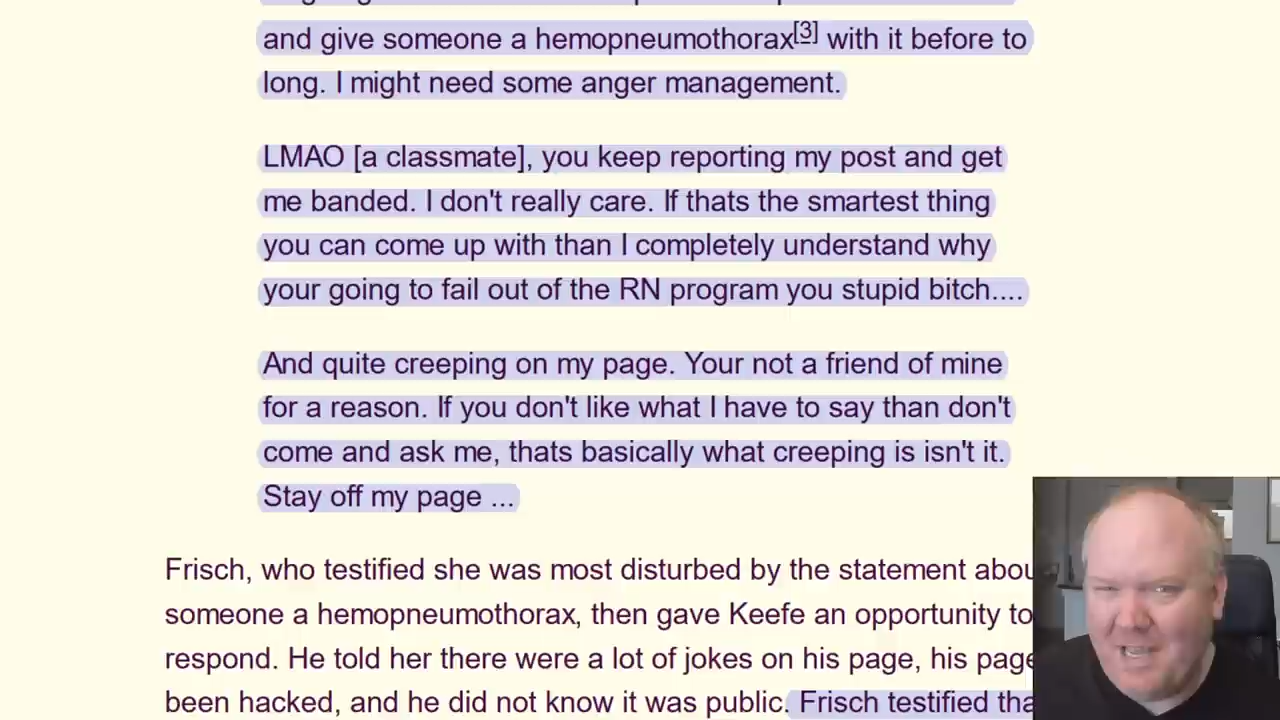 and give someone a hemopneumothorax[3] with it before to
long. I might need some anger management.
LMAO [a classmate], you keep reporting my post and get
me banded. I don't really care. If thats the smartest thing
you can come up with than I completely understand why
your going to fail out of the RN program you stupid bitch....
And quite creeping on my page. Your not a friend of mine
for a reason. If you don't like what I have to say than don't
come and ask me, thats basically what creeping is isn't it.
Stay off my page ...
Frisch, who testified she was most disturbed by the statement
someone a hemopneumothorax, then gave Keefe an opportunity to
respond. He told her there were a lot of jokes on his page, his page
been hacked, and he did not know it was public. Frisch testified